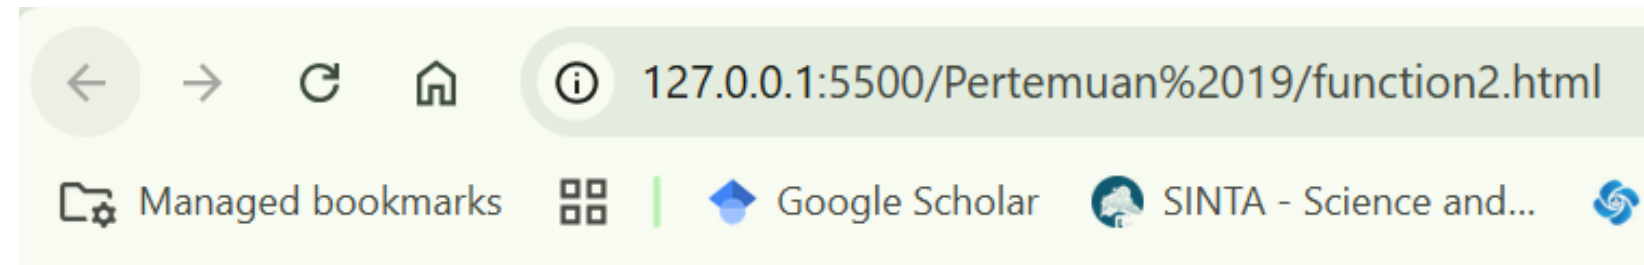 127.0.0.1:5500/Pertemuan%2019/function2.html
Managed bookmarks Google Scholar SINTA - Science and...